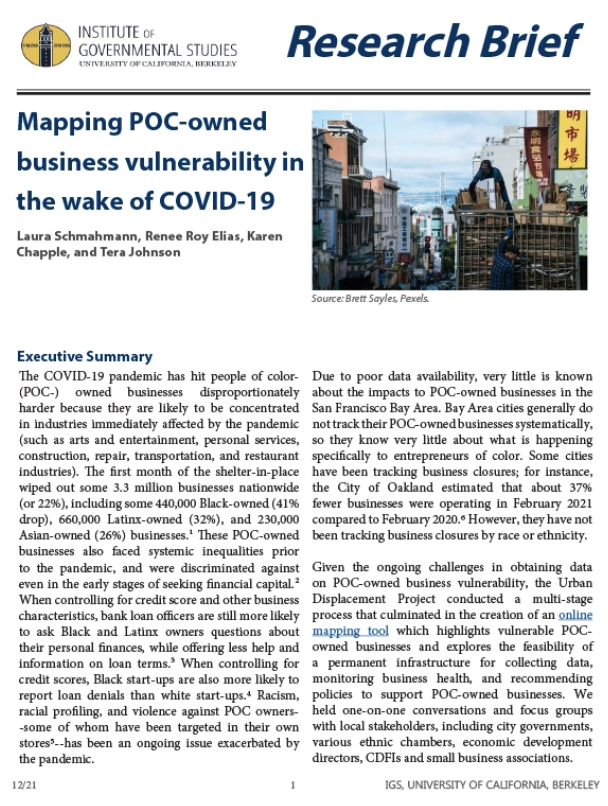 INSTITUTE OF
GOVERNMENTAL STUDIES
UNIVERSITY OF CALIFORNIA, BERKELEY
Research Brief
Mapping POC-owned
business vulnerability in
the wake of COVID-19
Laura Schmahmann, Renee Roy Elias, Karen
Chapple, and Tera Johnson
明
市
場
Source: Brett Sayles, Pexels.
Executive Summary
The COVID-19 pandemic has hit people of color-
(POC-) owned businesses disproportionately
harder because they are likely to be concentrated
in industries immediately affected by the pandemic
(such as arts and entertainment, personal services,
construction, repair, transportation, and restaurant
industries). The first month of the shelter-in-place
wiped out some 3.3 million businesses nationwide
(or 22%), including some 440,000 Black-owned (41%
drop), 660,000 Latinx-owned (32%), and 230,000
Asian-owned (26%) businesses.¹ These POC-owned
businesses also faced systemic inequalities prior
to the pandemic, and were discriminated against
even in the early stages of seeking financial capital.²
When controlling for credit score and other business
characteristics, bank loan officers are still more likely
to ask Black and Latinx owners questions about
their personal finances, while offering less help and
information on loan terms.³ When controlling for
credit scores, Black start-ups are also more likely to
report loan denials than white start-ups.⁴ Racism,
racial profiling, and violence against POC owners-
-some of whom have been targeted in their own
stores⁵--has been an ongoing issue exacerbated by
the pandemic.
Due to poor data availability, very little is known
about the impacts to POC-owned businesses in the
San Francisco Bay Area. Bay Area cities generally do
not track their POC-owned businesses systematically,
so they know very little about what is happening
specifically to entrepreneurs of color. Some cities
have been tracking business closures; for instance,
the City of Oakland estimated that about 37%
fewer businesses were operating in February 2021
compared to February 2020.⁶ However, they have not
been tracking business closures by race or ethnicity.
Given the ongoing challenges in obtaining data
on POC-owned business vulnerability, the Urban
Displacement Project conducted a multi-stage
process that culminated in the creation of an online
mapping tool which highlights vulnerable POC-
owned businesses and explores the feasibility of
a permanent infrastructure for collecting data,
monitoring business health, and recommending
policies to support POC-owned businesses. We
held one-on-one conversations and focus groups
with local stakeholders, including city governments,
various ethnic chambers, economic development
directors, CDFIs and small business associations.
12/21
1
IGS, UNIVERSITY OF CALIFORNIA, BERKELEY